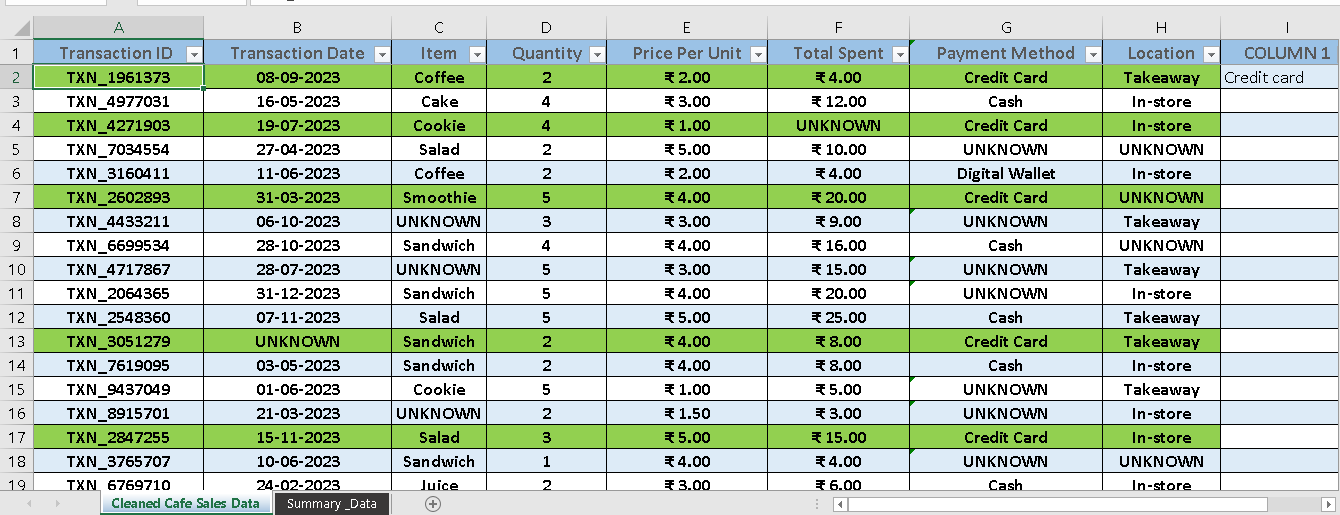 A B C D E F G H I
1 Transaction ID Transaction Date Item Quantity Price Per Unit Total Spent Payment Method Location COLUMN 1
2 TXN_1961373 08-09-2023 Coffee 2 ₹ 2.00 ₹ 4.00 Credit Card Takeaway Credit card
3 TXN_4977031 16-05-2023 Cake 4 ₹ 3.00 ₹ 12.00 Cash In-store
4 TXN_4271903 19-07-2023 Cookie 4 ₹ 1.00 UNKNOWN Credit Card In-store
5 TXN_7034554 27-04-2023 Salad 2 ₹ 5.00 ₹ 10.00 UNKNOWN UNKNOWN
6 TXN_3160411 11-06-2023 Coffee 2 ₹ 2.00 ₹ 4.00 Digital Wallet In-store
7 TXN_2602893 31-03-2023 Smoothie 5 ₹ 4.00 ₹ 20.00 Credit Card UNKNOWN
8 TXN_4433211 06-10-2023 UNKNOWN 3 ₹ 3.00 ₹ 9.00 UNKNOWN Takeaway
9 TXN_6699534 28-10-2023 Sandwich 4 ₹ 4.00 ₹ 16.00 Cash UNKNOWN
10 TXN_4717867 28-07-2023 UNKNOWN 5 ₹ 3.00 ₹ 15.00 UNKNOWN Takeaway
11 TXN_2064365 31-12-2023 Sandwich 5 ₹ 4.00 ₹ 20.00 UNKNOWN In-store
12 TXN_2548360 07-11-2023 Salad 5 ₹ 5.00 ₹ 25.00 Cash Takeaway
13 TXN_3051279 UNKNOWN Sandwich 2 ₹ 4.00 ₹ 8.00 Credit Card Takeaway
14 TXN_7619095 03-05-2023 Sandwich 2 ₹ 4.00 ₹ 8.00 Cash In-store
15 TXN_9437049 01-06-2023 Cookie 5 ₹ 1.00 ₹ 5.00 UNKNOWN Takeaway
16 TXN_8915701 21-03-2023 UNKNOWN 2 ₹ 1.50 ₹ 3.00 UNKNOWN In-store
17 TXN_2847255 15-11-2023 Salad 3 ₹ 5.00 ₹ 15.00 Credit Card In-store
18 TXN_3765707 10-06-2023 Sandwich 1 ₹ 4.00 ₹ 4.00 UNKNOWN UNKNOWN
19 TXN_6769710 24-02-2023 Juice 2 ₹ 3.00 ₹ 6.00 Cash In-store
Cleaned Cafe Sales Data Summary _Data